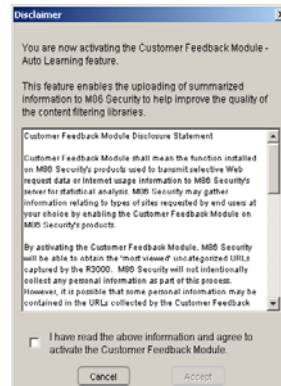 Disclaimer
You are now activating the Customer Feedback Module -
Auto Learning feature.
This feature enables the uploading of summarized
information to M86 Security to help improve the quality of
the content filtering libraries.
Customer Feedback Module Disclosure Statement
Customer Feedback Module shall mean the function installed
on M86 Security's products used to transmit selective Web
request data or Internet usage information to M86 Security's
server for statistical analysis. M86 Security may gather
information relating to types of sites requested by end users at
your choice by enabling the Customer Feedback Module on
M86 Security's products.
By activating the Customer Feedback Module, M86 Security
will be able to obtain the 'most viewed' uncategorized URLs
captured by the R3000. M86 Security will not intentionally
collect any personal information as part of this process.
However, it is possible that some personal information may be
contained in the URLs collected by the Customer Feedback
I have read the above information and agree to
activate the Customer Feedback Module.
Cancel
Accept